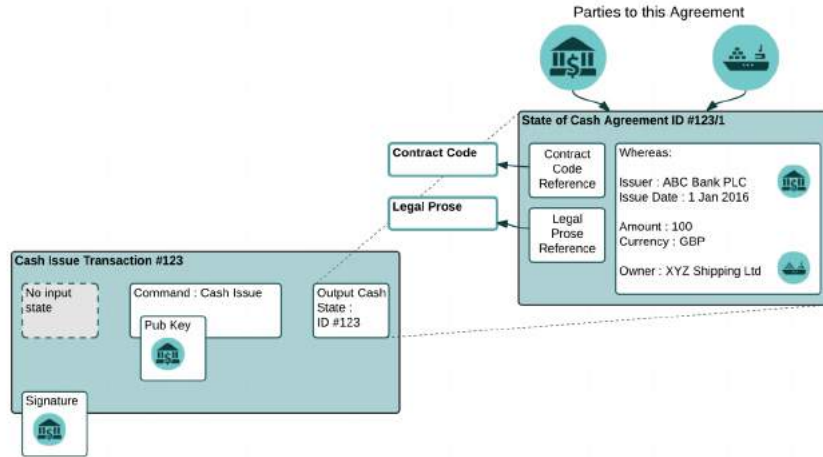 Parties to this Agreement
State of Cash Agreement ID #123/1
Contract Code
Legal Prose
Contract
Code
Reference
Legal
Prose
Reference
Whereas:
Issuer : ABC Bank PLC
Issue Date : 1 Jan 2016
Amount : 100
Currency : GBP
Owner : XYZ Shipping Ltd
Cash Issue Transaction #123
No input
state
Command : Cash Issue
Pub Key
Output Cash
State :
ID #123
Signature